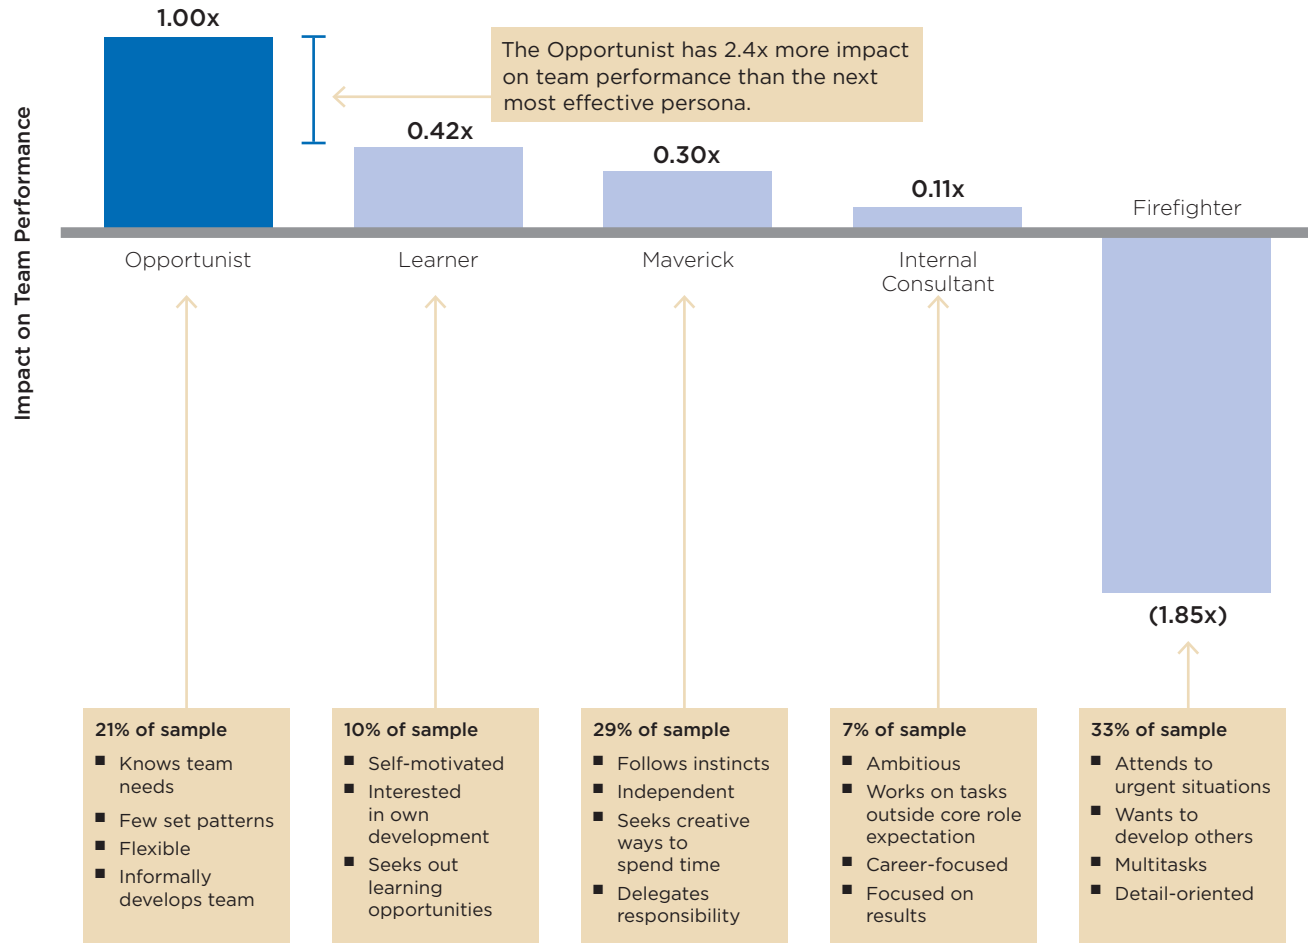 1.00x
The Opportunist has 2.4x more impact
on team performance than the next
most effective persona.
0.42x
0.30x
0.11x
Firefighter
Impact on Team Performance
Opportunist
Learner
Maverick
Internal
Consultant
(1.85x)
21% of sample
■ Knows team
needs
■ Few set patterns
■ Flexible
■ Informally
develops team
10% of sample
■ Self-motivated
■ Interested
in own
development
■ Seeks out
learning
opportunities
29% of sample
■ Follows instincts
■ Independent
■ Seeks creative
ways to
spend time
■ Delegates
responsibility
7% of sample
■ Ambitious
■ Works on tasks
outside core role
expectation
■ Career-focused
■ Focused on
results
33% of sample
■ Attends to
urgent situations
■ Wants to
develop others
■ Multitasks
■ Detail-oriented